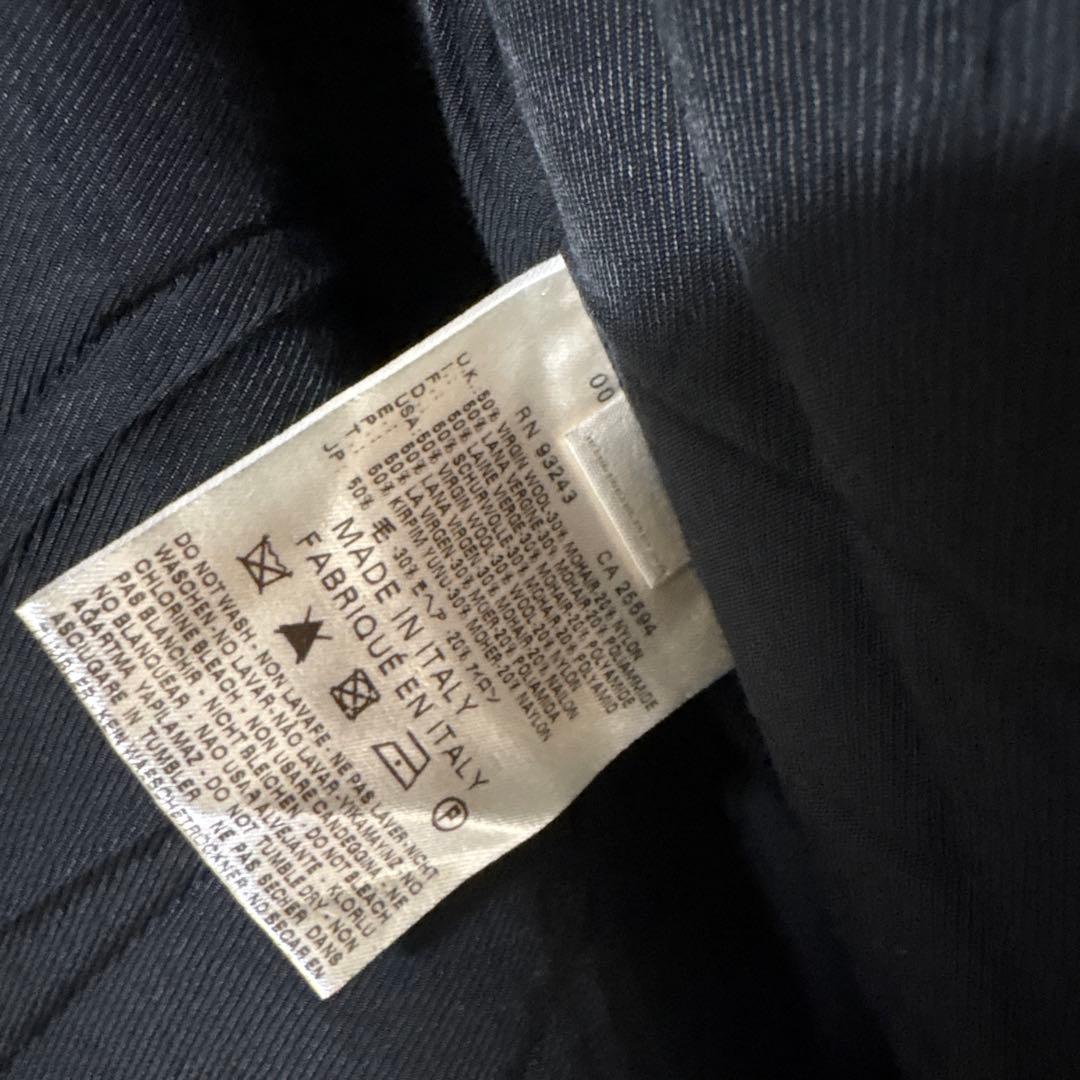 00
RN 93243 CA 25594
U.K. 50% VIRGIN WOOL·30% MOHAIR·20% NYLON
I.: 50% LANA VERGINE·30% MOHAIR·20%
F.: 50% LAINE VIERGE·30% MOHAIR·20% POLYAMIDE
D.: 50% SCHURWOLLE·30% MOHAIR·20% POLYAMID
USA 50% VIRGIN WOOL·30% MOHAIR 20% NYLON
E.: 50% LANA VIRGEN·30% MOHAIR 20%
P.: 50% LA VIRGEN·30% MOER·20% POLIAMIDA
T.: 50% KIRPIM YUNU·30% MOHER·20% NAYLON
JP 50% 毛 30% モヘア 20% ナイロン
MADE IN ITALY
FABRIQUÉ EN ITALY
F
DO NOT WASH · NON LAVARE · NE PAS LAVER · NICHT
WASCHEN · NO LAVAR · NÃO LAVAR · YIKAMAYINIZ NO
CHLORINE BLEACH · NON USARE CANDEGGINA · NE
PAS BLANCHIR · NICHT BLEICHEN · DO NOT BLEACH
NO BLANQUEAR · NAO USAR ALVEJANTE · KLORLU
AGARTMA YAPILAMAZ · DO NOT TUMBLE DRY · NON
ASCIUGARE IN TUMBLER · NE PAS SECHER DANS
WAESCHETROCKNER · NO SECAR EN